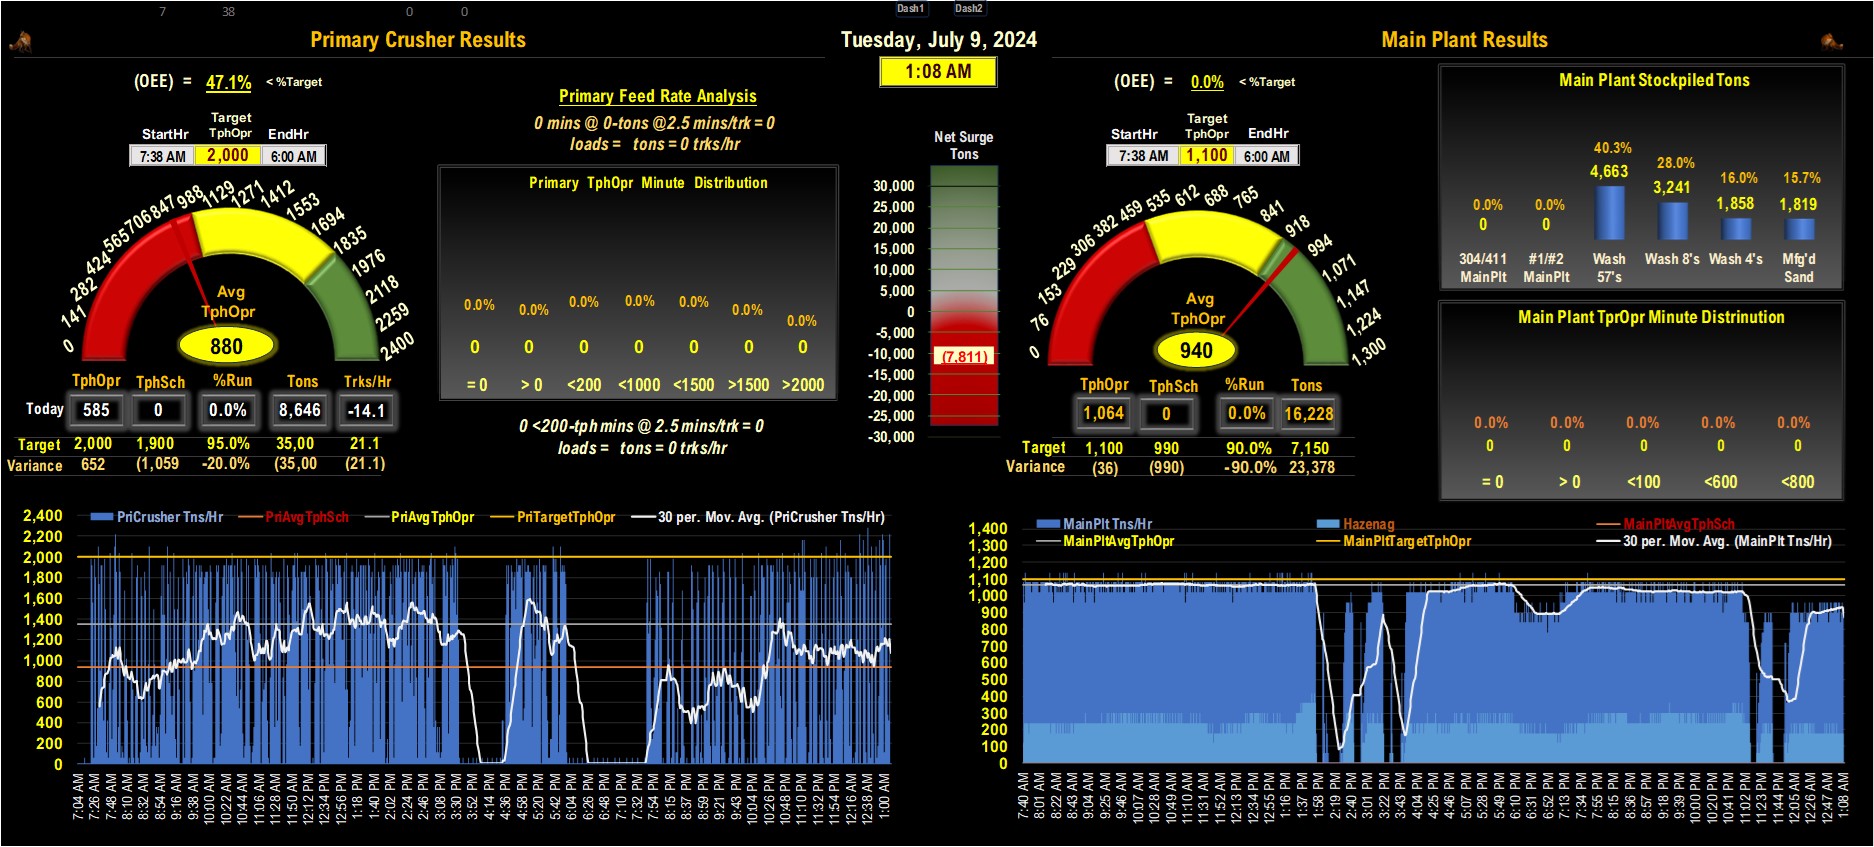 7 38 0 0
Dash1 Dash2
Primary Crusher Results
Tuesday, July 9, 2024
Main Plant Results
1:08 AM
(OEE) = 47.1% < %Target
Target
StartHr TphOpr EndHr
7:38 AM 2,000 6:00 AM
0 141 282 424 565 706 847 988 1129 1271 1412 1553 1694 1835 1976 2118 2259 2400
Avg
TphOpr
880
TphOpr TphSch %Run Tons Trks/Hr
Today 585 0 0.0% 8,646 -14.1
Target 2,000 1,900 95.0% 35,00 21.1
Variance 652 (1,059 -20.0% (35,00 (21.1)
Primary Feed Rate Analysis
0 mins @ 0-tons @2.5 mins/trk = 0
loads = tons = 0 trks/hr
Primary TphOpr Minute Distribution
0.0% 0.0% 0.0% 0.0% 0.0% 0.0% 0.0%
0 0 0 0 0 0 0
= 0 > 0 <200 <1000 <1500 >1500 >2000
0 <200-tph mins @ 2.5 mins/trk = 0
loads = tons = 0 trks/hr
Net Surge
Tons
30,000
25,000
20,000
15,000
10,000
5,000
0
-5,000
-10,000
-15,000
-20,000
-25,000
-30,000
(7,811)
(OEE) = 0.0% < %Target
Target
StartHr TphOpr EndHr
7:38 AM 1,100 6:00 AM
0 76 153 229 306 382 459 535 612 688 765 841 918 994 1,071 1,147 1,224 1,300
Avg
TphOpr
940
TphOpr TphSch %Run Tons
1,064 0 0.0% 16,228
Target 1,100 990 90.0% 7,150
Variance (36) (990) -90.0% 23,378
Main Plant Stockpiled Tons
0.0% 0.0% 40.3% 28.0% 16.0% 15.7%
0 0 4,663 3,241 1,858 1,819
304/411 #1/#2 Wash Wash 8's Wash 4's Mfg'd
MainPlt MainPlt 57's Sand
Main Plant TprOpr Minute Distrinution
0.0% 0.0% 0.0% 0.0% 0.0%
0 0 0 0 0
= 0 > 0 <100 <600 <800
PriCrusher Tns/Hr PriAvgTphSch PriAvgTphOpr PriTargetTphOpr 30 per. Mov. Avg. (PriCrusher Tns/Hr)
2,400
2,200
2,000
1,800
1,600
1,400
1,200
1,000
800
600
400
200
0
7:04 AM 7:26 AM 7:48 AM 8:10 AM 8:32 AM 8:54 AM 9:16 AM 9:38 AM 10:00 AM 10:22 AM 10:44 AM 11:06 AM 11:28 AM 11:50 AM 12:12 PM 12:34 PM 12:56 PM 1:18 PM 1:40 PM 2:02 PM 2:24 PM 2:46 PM 3:08 PM 3:30 PM 3:52 PM 4:14 PM 4:36 PM 4:58 PM 5:20 PM 5:42 PM 6:04 PM 6:26 PM 6:48 PM 7:10 PM 7:32 PM 7:54 PM 8:15 PM 8:37 PM 8:59 PM 9:21 PM 9:43 PM 10:04 PM 10:26 PM 10:48 PM 11:10 PM 11:32 PM 11:54 PM 12:16 AM 12:38 AM 1:00 AM
MainPlt Tns/Hr Hazenag MainPltAvgTphSch
MainPltAvgTphOpr MainPltTargetTphOpr 30 per. Mov. Avg. (MainPlt Tns/Hr)
1,400
1,300
1,200
1,100
1,000
900
800
700
600
500
400
300
200
100
0
7:40 AM 8:01 AM 8:22 AM 8:43 AM 9:04 AM 9:25 AM 9:46 AM 10:07 AM 10:28 AM 10:49 AM 11:10 AM 11:31 AM 11:52 AM 12:13 PM 12:34 PM 12:55 PM 1:16 PM 1:37 PM 1:58 PM 2:19 PM 2:40 PM 3:01 PM 3:22 PM 3:43 PM 4:04 PM 4:25 PM 4:46 PM 5:07 PM 5:28 PM 5:49 PM 6:10 PM 6:31 PM 6:52 PM 7:13 PM 7:34 PM 7:55 PM 8:15 PM 8:36 PM 8:57 PM 9:18 PM 9:39 PM 10:00 PM 10:20 PM 10:41 PM 11:02 PM 11:23 PM 11:44 PM 12:05 AM 12:26 AM 12:47 AM 1:08 AM